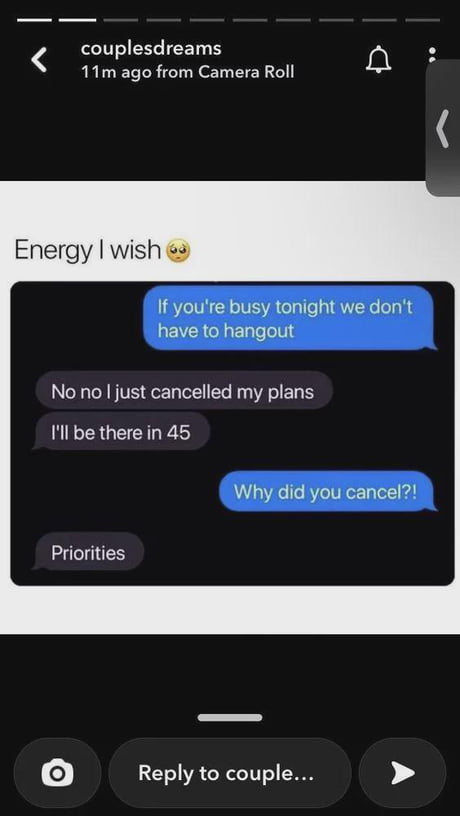 couplesdreams
11m ago from Camera Roll
Energy I wish🥺
If you're busy tonight we don't
have to hangout
No no I just cancelled my plans
I'll be there in 45
Why did you cancel?!
Priorities
Reply to couple...